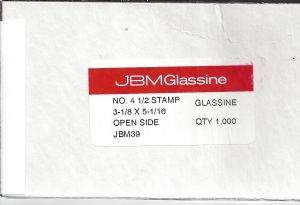 JBMGlassine
NO. 4 1/2 STAMP GLASSINE
3-1/8 X 5-1/16
OPEN SIDE QTY 1,000
JBM39